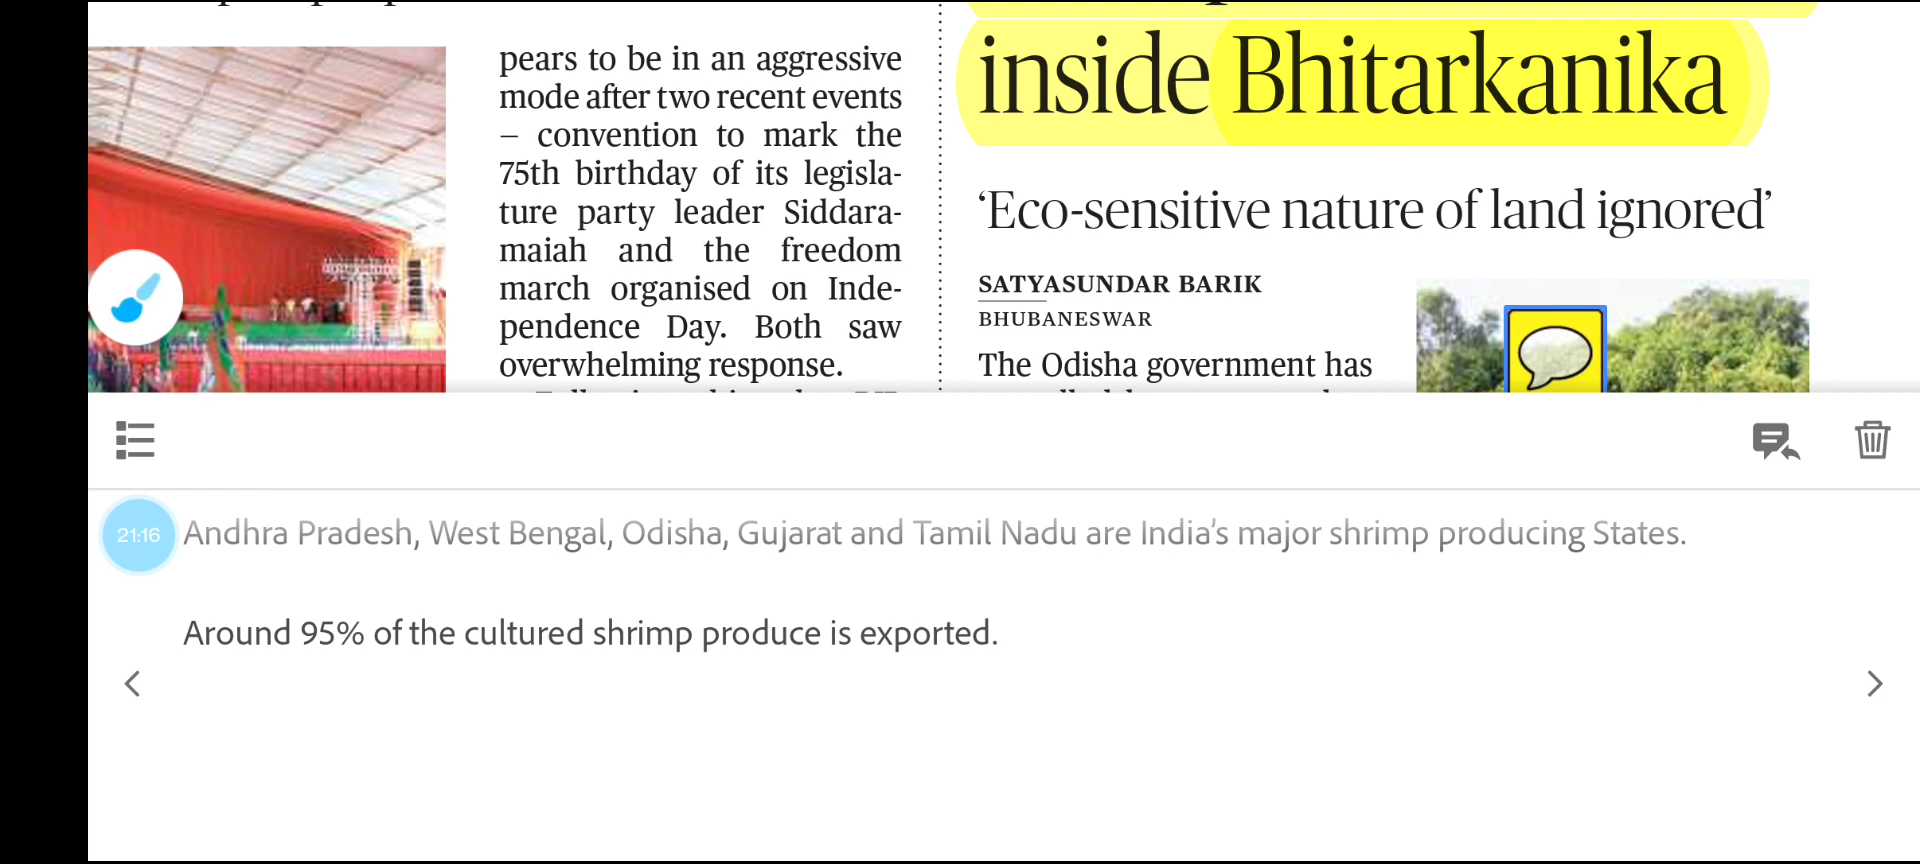 pears to be in an aggressive
mode after two recent events
– convention to mark the
75th birthday of its legisla-
ture party leader Siddara-
maiah and the freedom
march organised on Inde-
pendence Day. Both saw
overwhelming response.
inside Bhitarkanika
‘Eco-sensitive nature of land ignored’
SATYASUNDAR BARIK
BHUBANESWAR
The Odisha government has
21:16
Andhra Pradesh, West Bengal, Odisha, Gujarat and Tamil Nadu are India's major shrimp producing States.
Around 95% of the cultured shrimp produce is exported.